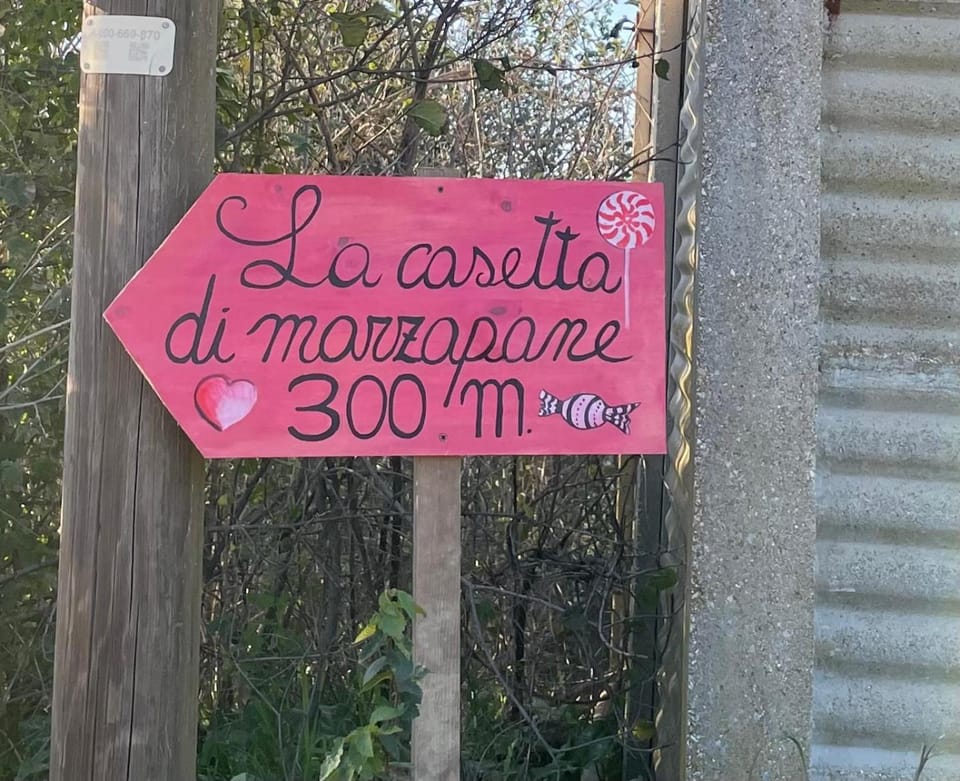 La casetta
di marzapane
300 m.